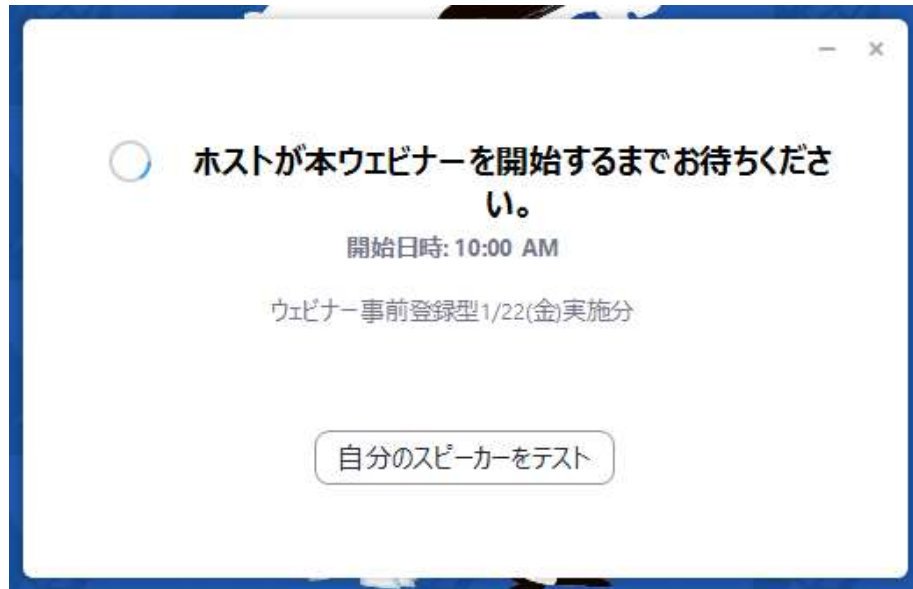 ホストが本ウェビナーを開始するまでお待ちくださ
い。
開始日時: 10:00 AM
ウェビナー事前登録型1/22(金)実施分
自分のスピーカーをテスト